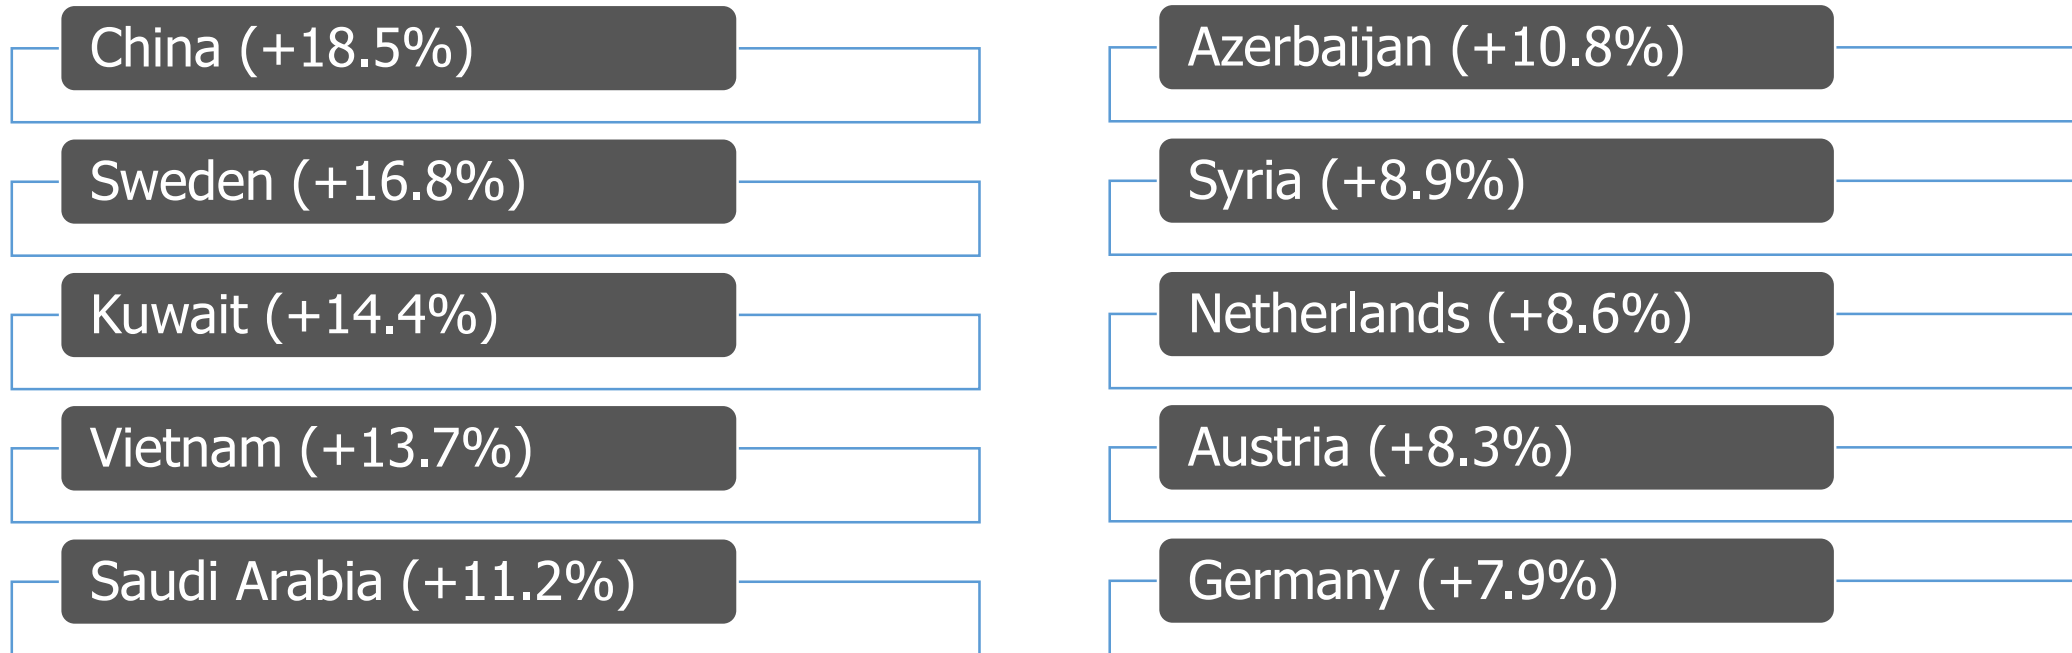 China (+18.5%)
Sweden (+16.8%)
Kuwait (+14.4%)
Vietnam (+13.7%)
Saudi Arabia (+11.2%)
Azerbaijan (+10.8%)
Syria (+8.9%)
Netherlands (+8.6%)
Austria (+8.3%)
Germany (+7.9%)